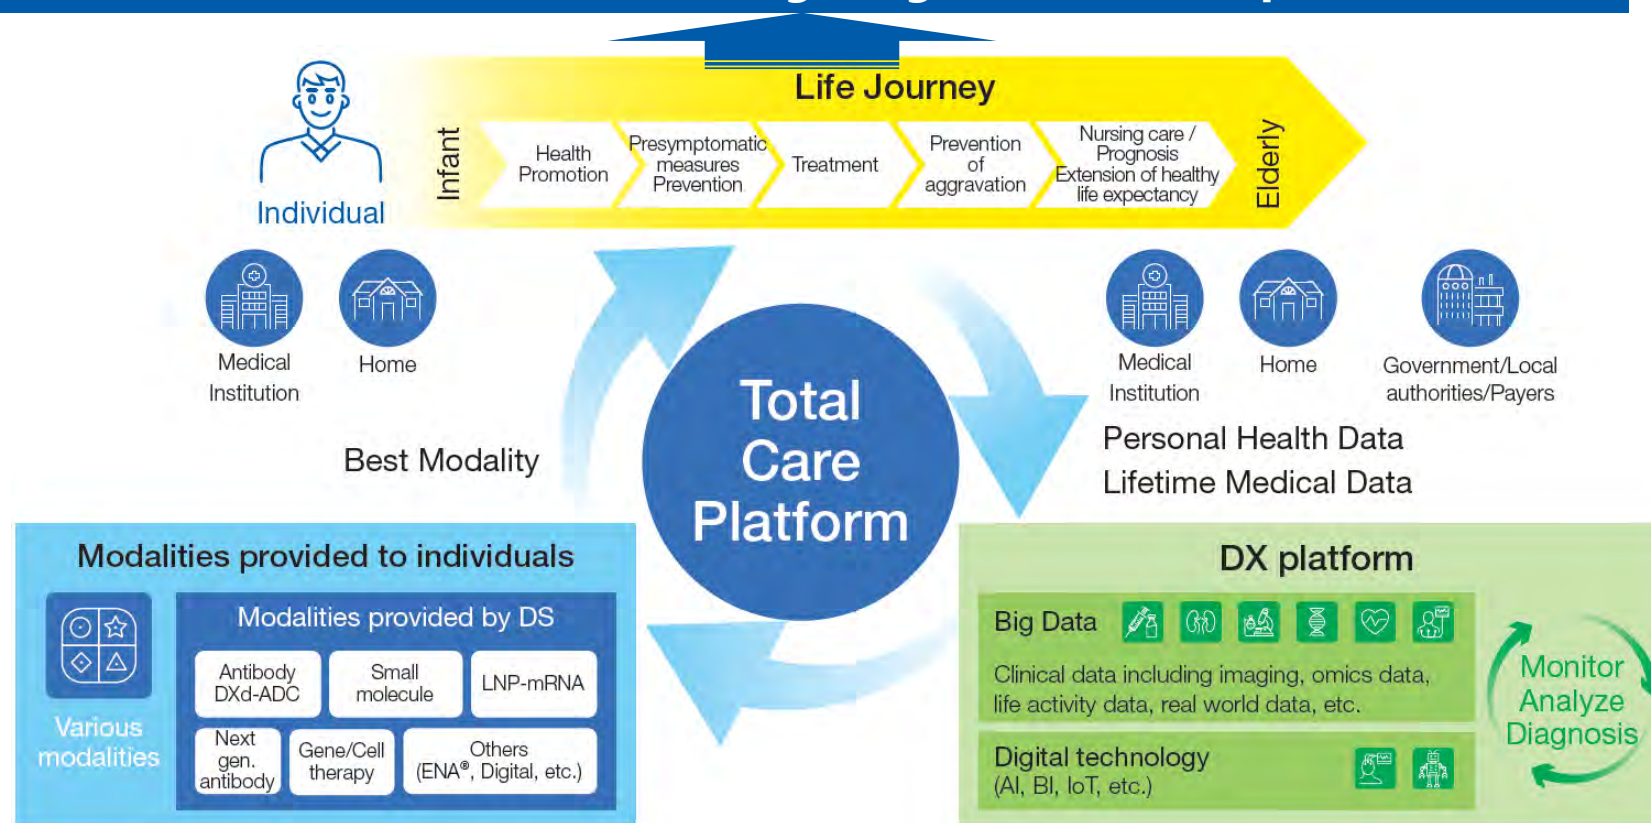 Life Journey
Individual
Infant
Health
Promotion
Presymptomatic
measures
Prevention
Treatment
Prevention
of
aggravation
Nursing care /
Prognosis
Extension of healthy
life expectancy
Elderly
Medical
Institution
Home
Best Modality
Total
Care
Platform
Medical
Institution
Home
Government/Local
authorities/Payers
Personal Health Data
Lifetime Medical Data
Modalities provided to individuals
Various
modalities
Modalities provided by DS
Antibody
DXd-ADC
Small
molecule
LNP-mRNA
Next
gen.
antibody
Gene/Cell
therapy
Others
(ENA®, Digital, etc.)
DX platform
Big Data
Clinical data including imaging, omics data,
life activity data, real world data, etc.
Digital technology
(AI, BI, IoT, etc.)
Monitor
Analyze
Diagnosis